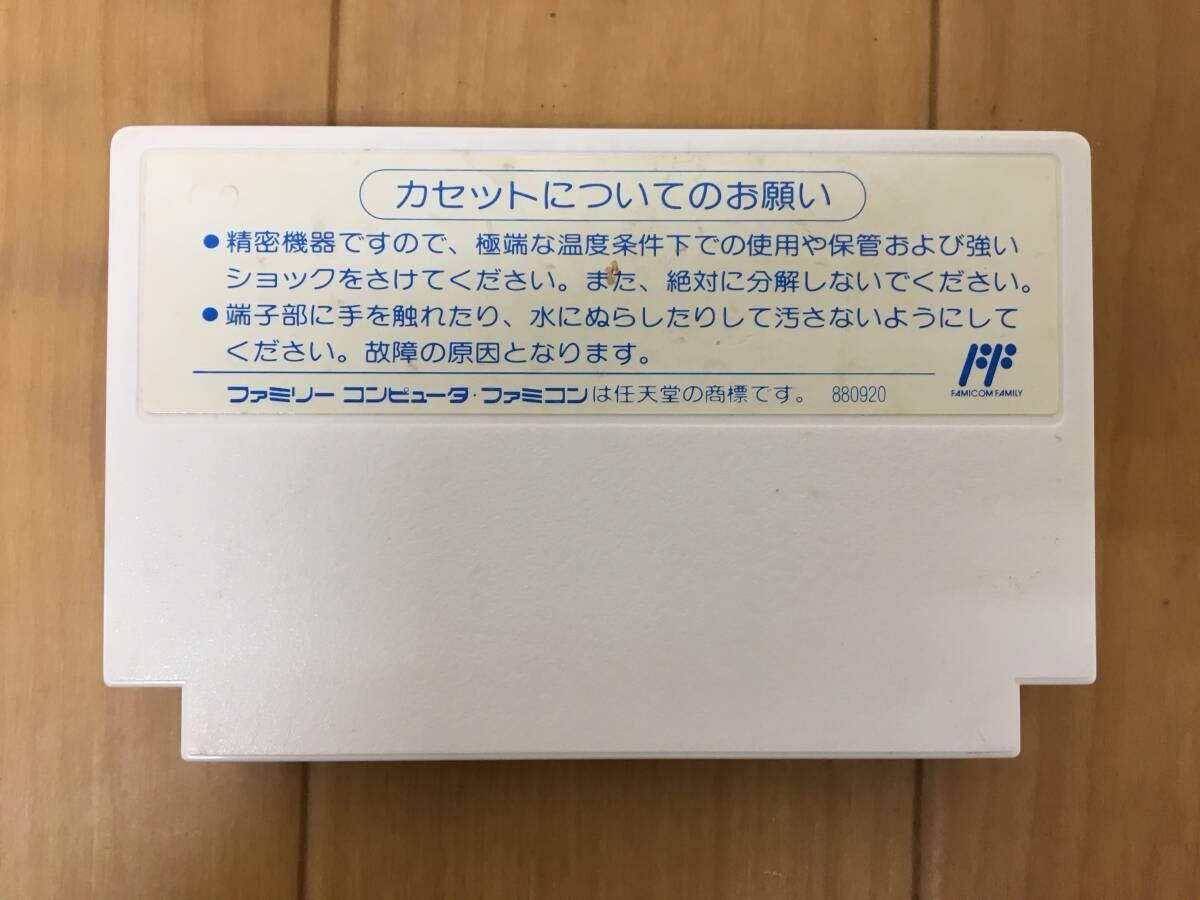 カセットについてのお願い
●精密機器ですので、極端な温度条件下での使用や保管および強い
ショックをさけてください。また、絶対に分解しないでください。
●端子部に手を触れたり、水にぬらしたりして汚さないようにして
ください。故障の原因となります。
FAMICOM FAMILY
ファミリー コンピュータ・ファミコンは任天堂の商標です。 880920